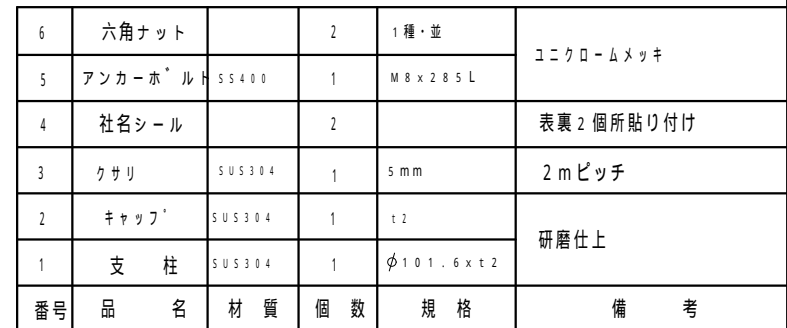 6 六角ナット 2 1種・並 ユニクロームメッキ
5 アンカーボルト SS400 1 M8x285L
4 社名シール 2 表裏2個所貼り付け
3 クサリ SUS304 1 5mm 2mピッチ
2 キャップ SUS304 1 t2 研磨仕上
1 支 柱 SUS304 1 φ101.6xt2
番号 品 名 材 質 個 数 規 格 備 考